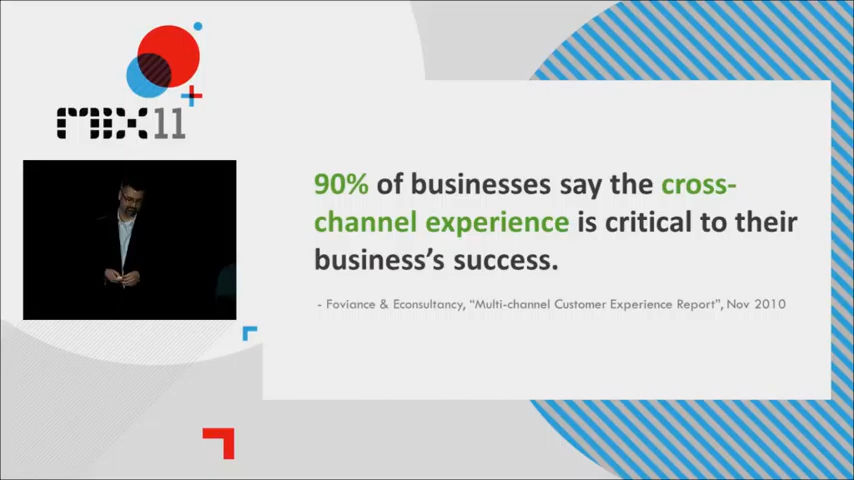 mix11
90% of businesses say the cross-
channel experience is critical to their
business’s success.
- Foviance & Econsultancy, “Multi-channel Customer Experience Report”, Nov 2010